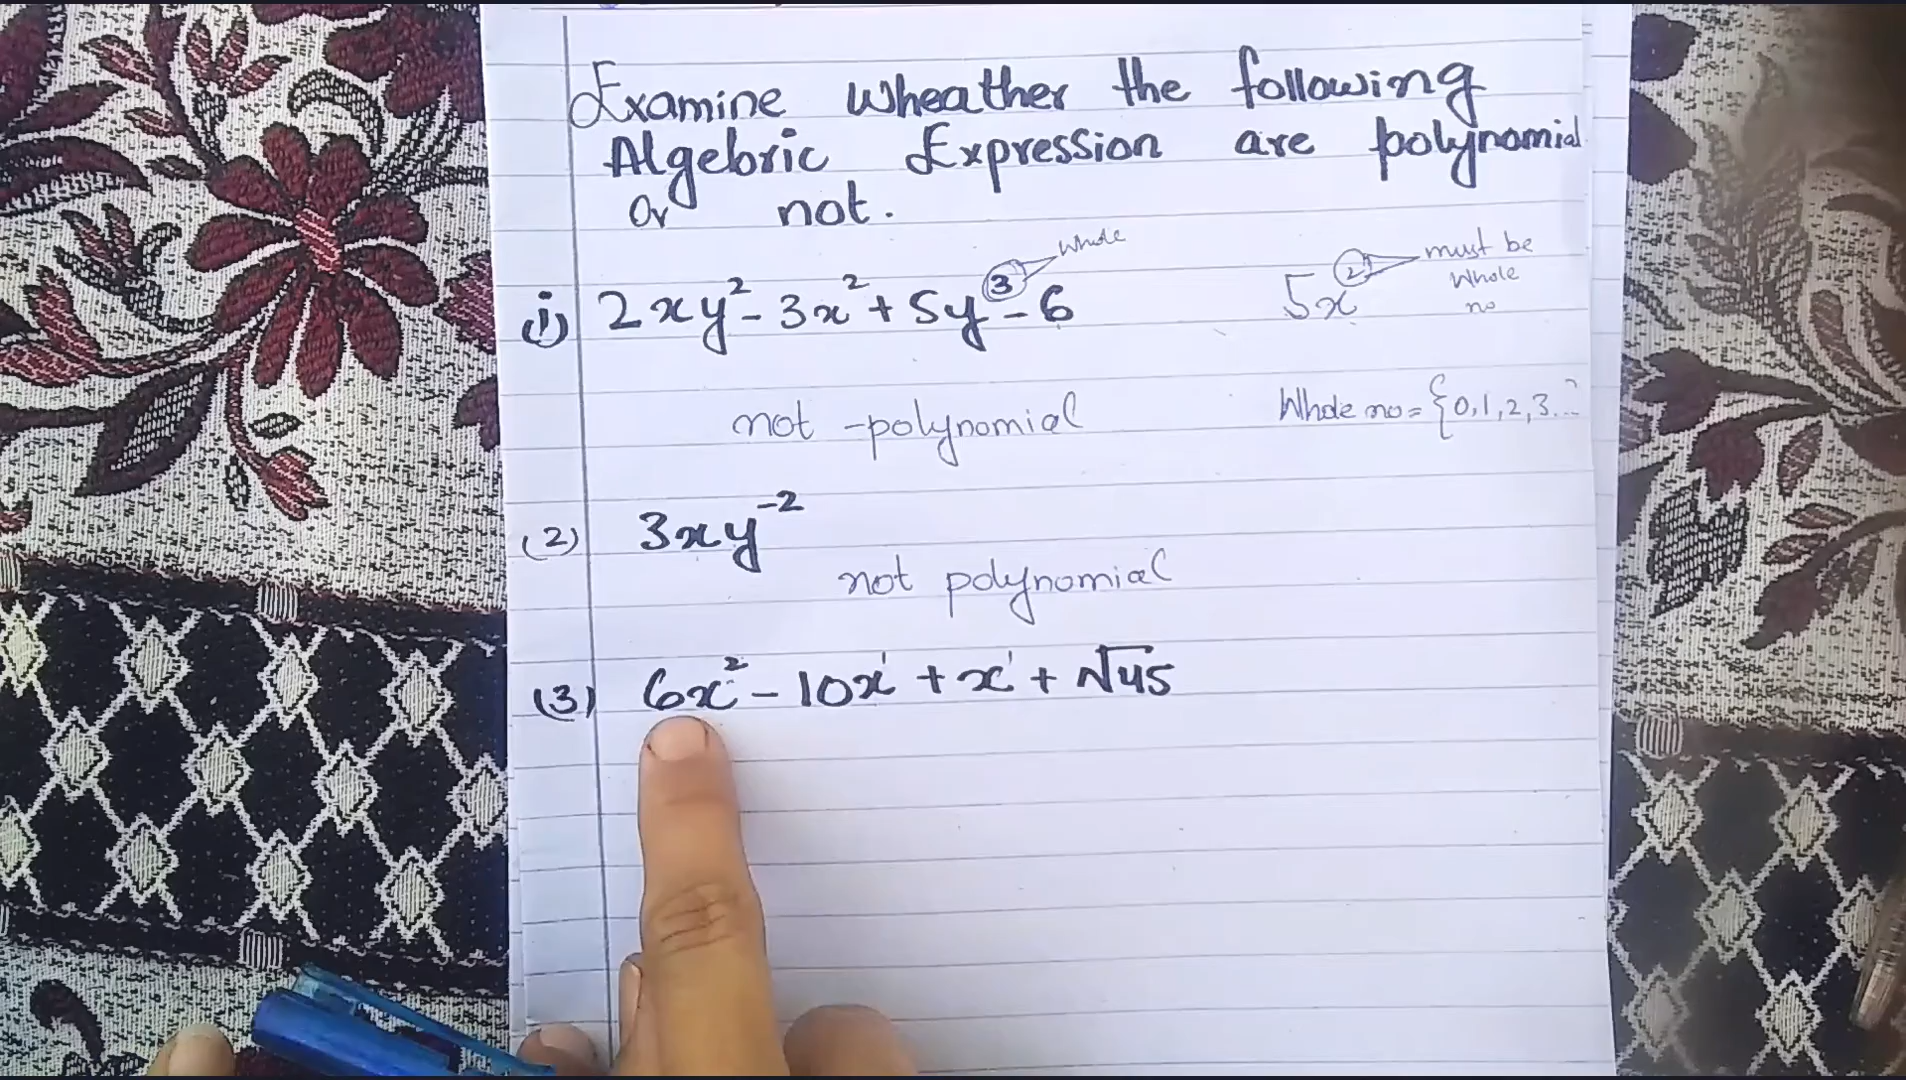 Examine wheather the following
Algebric Expression are polynomial
Or not.
(i) 2xy² - 3x² + 5y³ - 6
whole
5x²
must be
Whole
no
not -polynomial
Whole no = {0,1,2,3...
(2) 3xy⁻²
not polynomial
(3) 6x² - 10x¹ + x¹ + √45